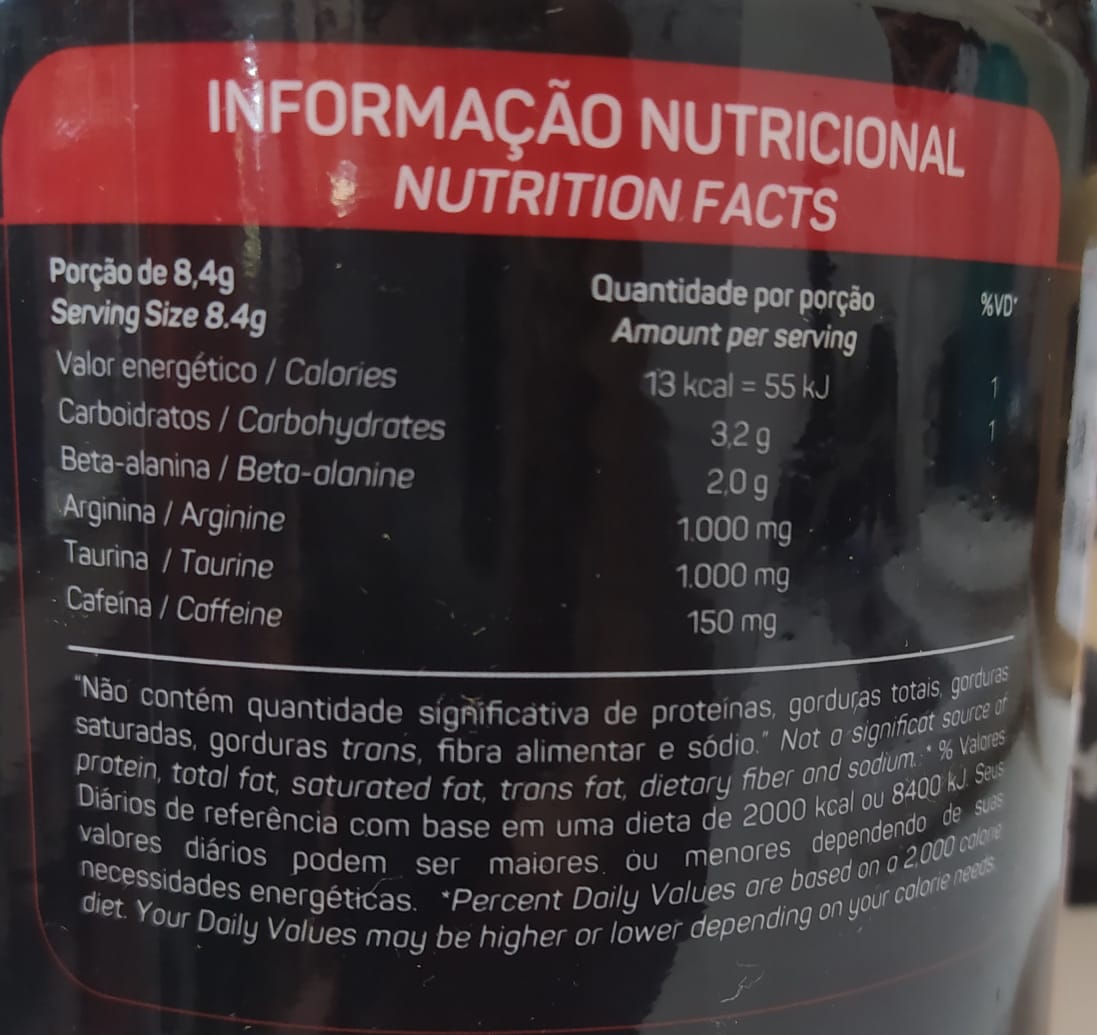 INFORMAÇÃO NUTRICIONAL
NUTRITION FACTS
Porção de 8,4g
Serving Size 8.4g
Quantidade por porção
Amount per serving
%VD*
Valor energético / Calories 13 kcal = 55 kJ 1
Carboidratos / Carbohydrates 3,2 g 1
Beta-alanina / Beta-alanine 2,0 g
Arginina / Arginine 1.000 mg
Taurina / Taurine 1.000 mg
Cafeína / Caffeine 150 mg
"Não contém quantidade significativa de proteínas, gorduras totais, gorduras
saturadas, gorduras trans, fibra alimentar e sódio." Not a significat source of
protein, total fat, saturated fat, trans fat, dietary fiber and sodium. * % Valores
Diários de referência com base em uma dieta de 2000 kcal ou 8400 kJ. Seus
valores diários podem ser maiores ou menores dependendo de suas
necessidades energéticas. *Percent Daily Values are based on a 2,000 calorie
diet. Your Daily Values may be higher or lower depending on your calorie needs.